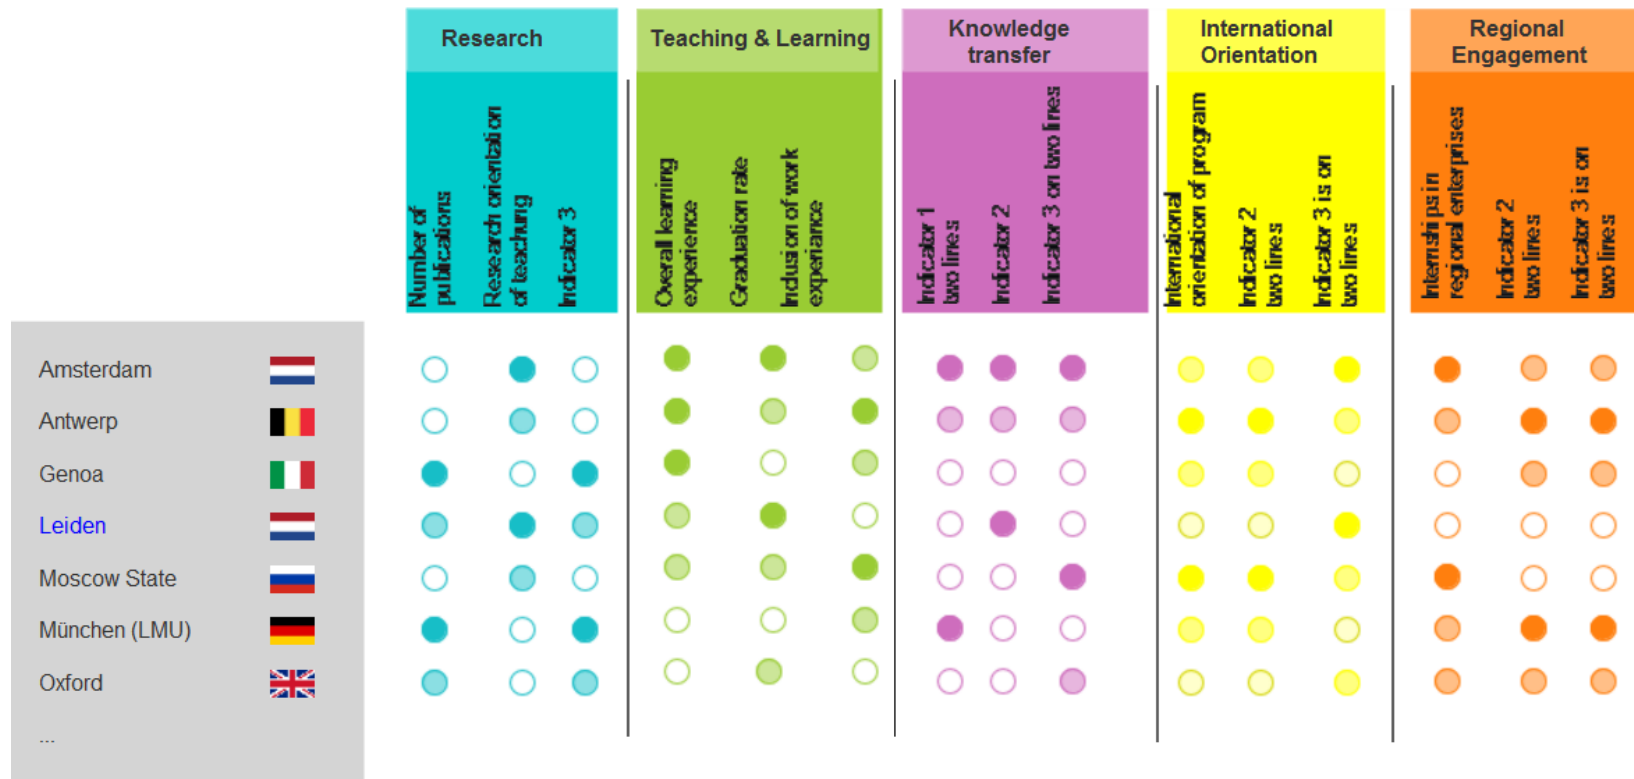 Research
Teaching & Learning
Knowledge
transfer
International
Orientation
Regional
Engagement
Number of
publications
Research orientation
of teachung
Indicator 3
Overall learning
experience
Graduation rate
Inclusion of work
experiance
Indicator 1
two lines
Indicator 2
Indicator 3 on two lines
International
orientation of program
Indicator 2
two lines
Indicator 3 is on
two lines
Internships in
regional enterprises
Indicator 2
two lines
Indicator 3 is on
two lines
Amsterdam
Antwerp
Genoa
Leiden
Moscow State
München (LMU)
Oxford
...